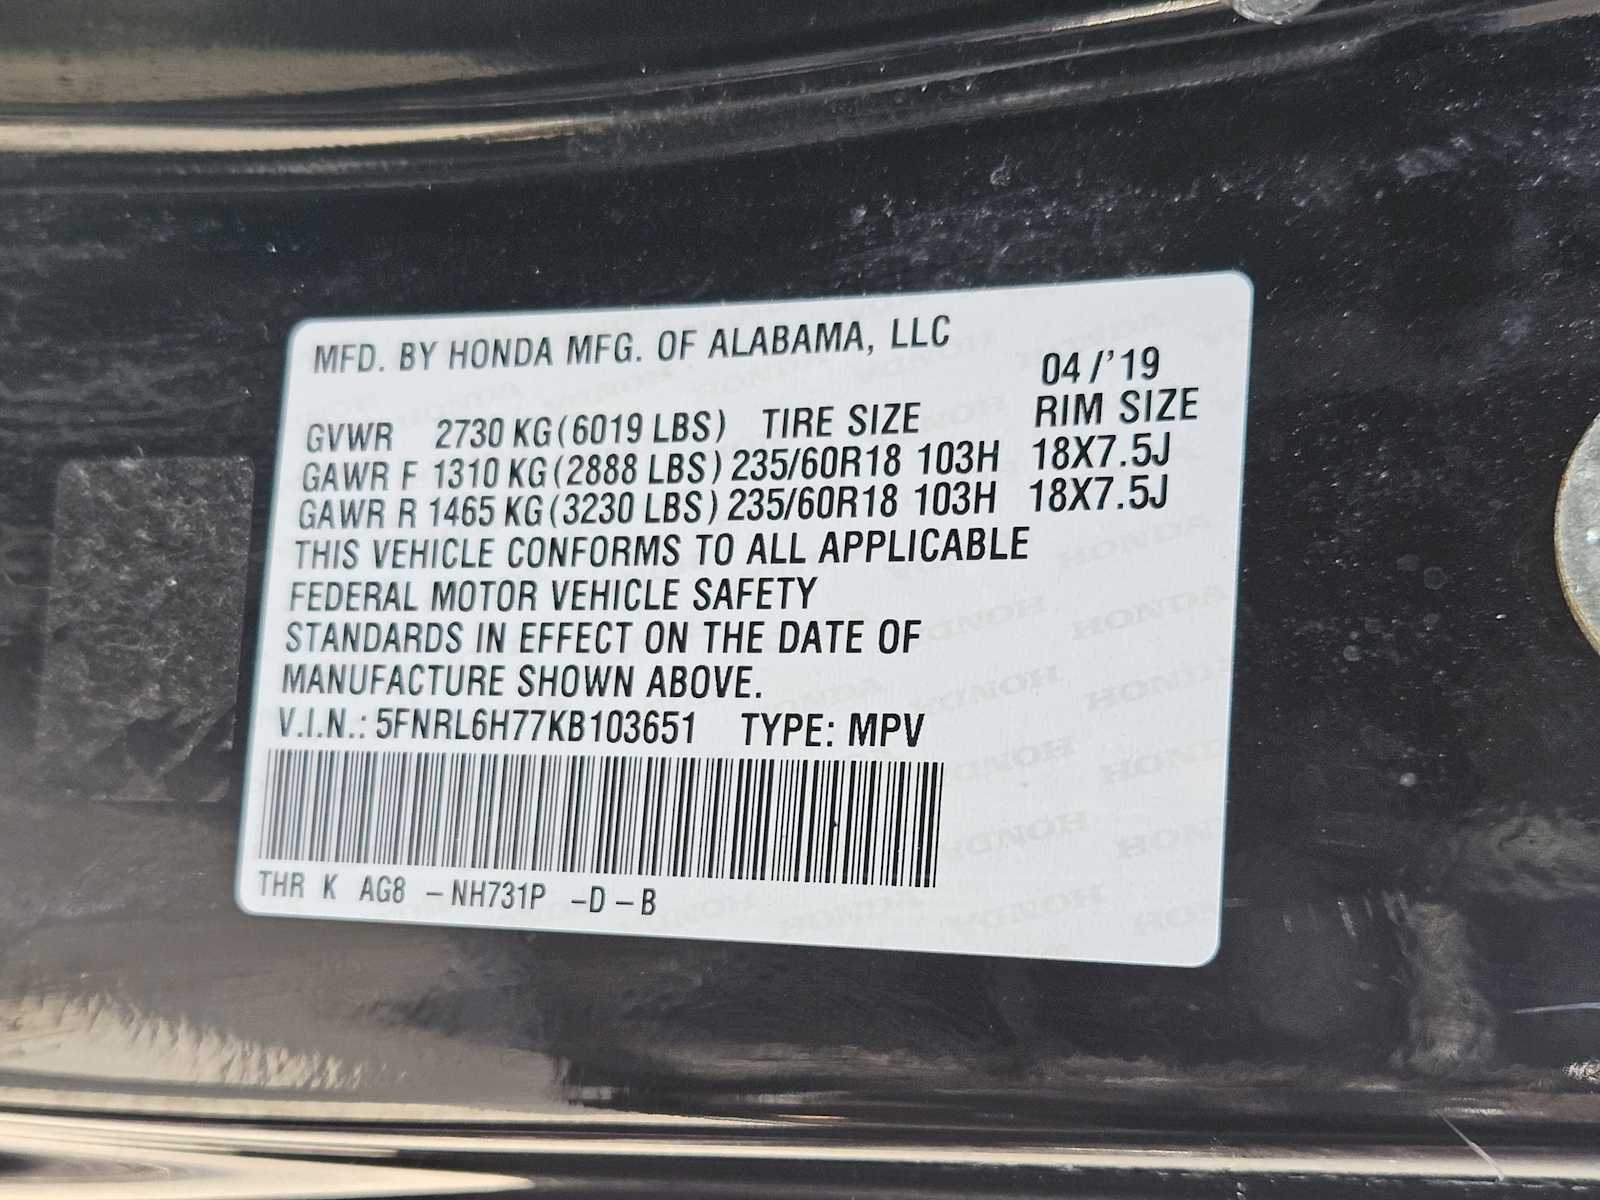 MFD. BY HONDA MFG. OF ALABAMA, LLC
04/'19
GVWR 2730 KG(6019 LBS) TIRE SIZE RIM SIZE
GAWR F 1310 KG(2888 LBS) 235/60R18 103H 18X7.5J
GAWR R 1465 KG(3230 LBS) 235/60R18 103H 18X7.5J
THIS VEHICLE CONFORMS TO ALL APPLICABLE
FEDERAL MOTOR VEHICLE SAFETY
STANDARDS IN EFFECT ON THE DATE OF
MANUFACTURE SHOWN ABOVE.
V.I.N.: 5FNRL6H77KB103651 TYPE: MPV
THR K AG8 -NH731P -D-B